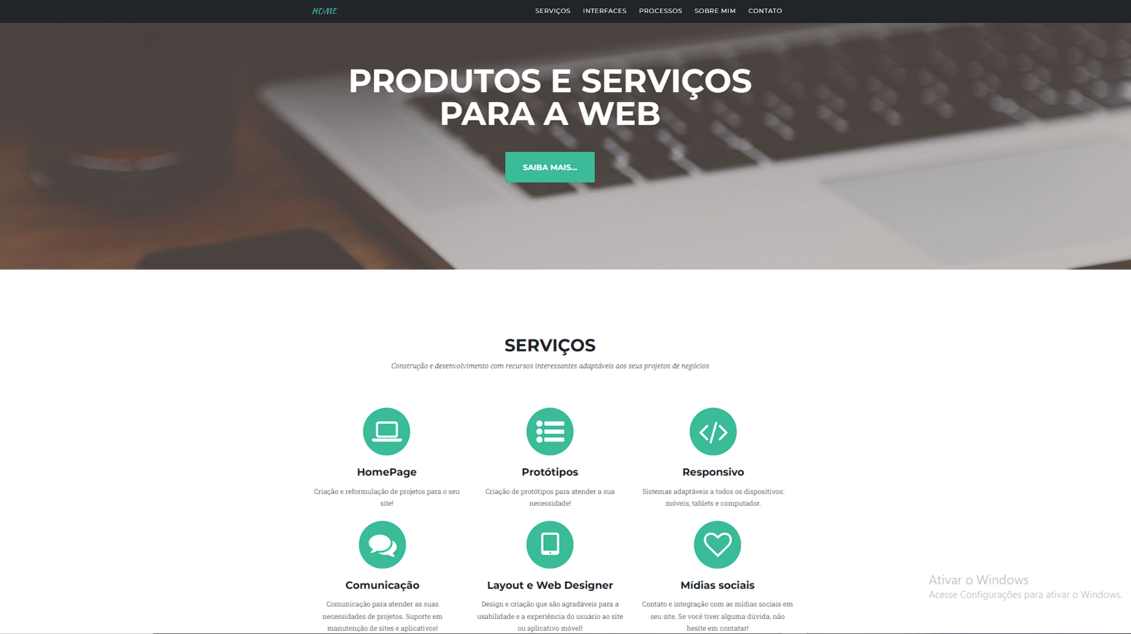 HOME SERVIÇOS INTERFACES PROCESSOS SOBRE MIM CONTATO
PRODUTOS E SERVIÇOS
PARA A WEB
SAIBA MAIS...
SERVIÇOS
Construção e desenvolvimento com recursos interessantes adaptáveis aos seus projetos de negócios
HomePage
Criação e reformulação de projetos para o seu
site!
Protótipos
Criação de protótipos para atender a sua
necessidade!
Responsivo
Sistemas adaptáveis a todos os dispositivos:
móveis, tablets e computador.
Comunicação
Comunicação para atender as suas
necessidades de projetos. Suporte em
manutenção de sites e aplicativos!
Layout e Web Designer
Design e criação que são agradáveis para a
usabilidade e a experiência do usuário ao site
ou aplicativo móvel!
Mídias sociais
Contato e integração com as mídias sociais em
seu site. Se você tiver alguma dúvida, não
hesite em contatar!
Ativar o Windows
Acesse Configurações para ativar o Windows.